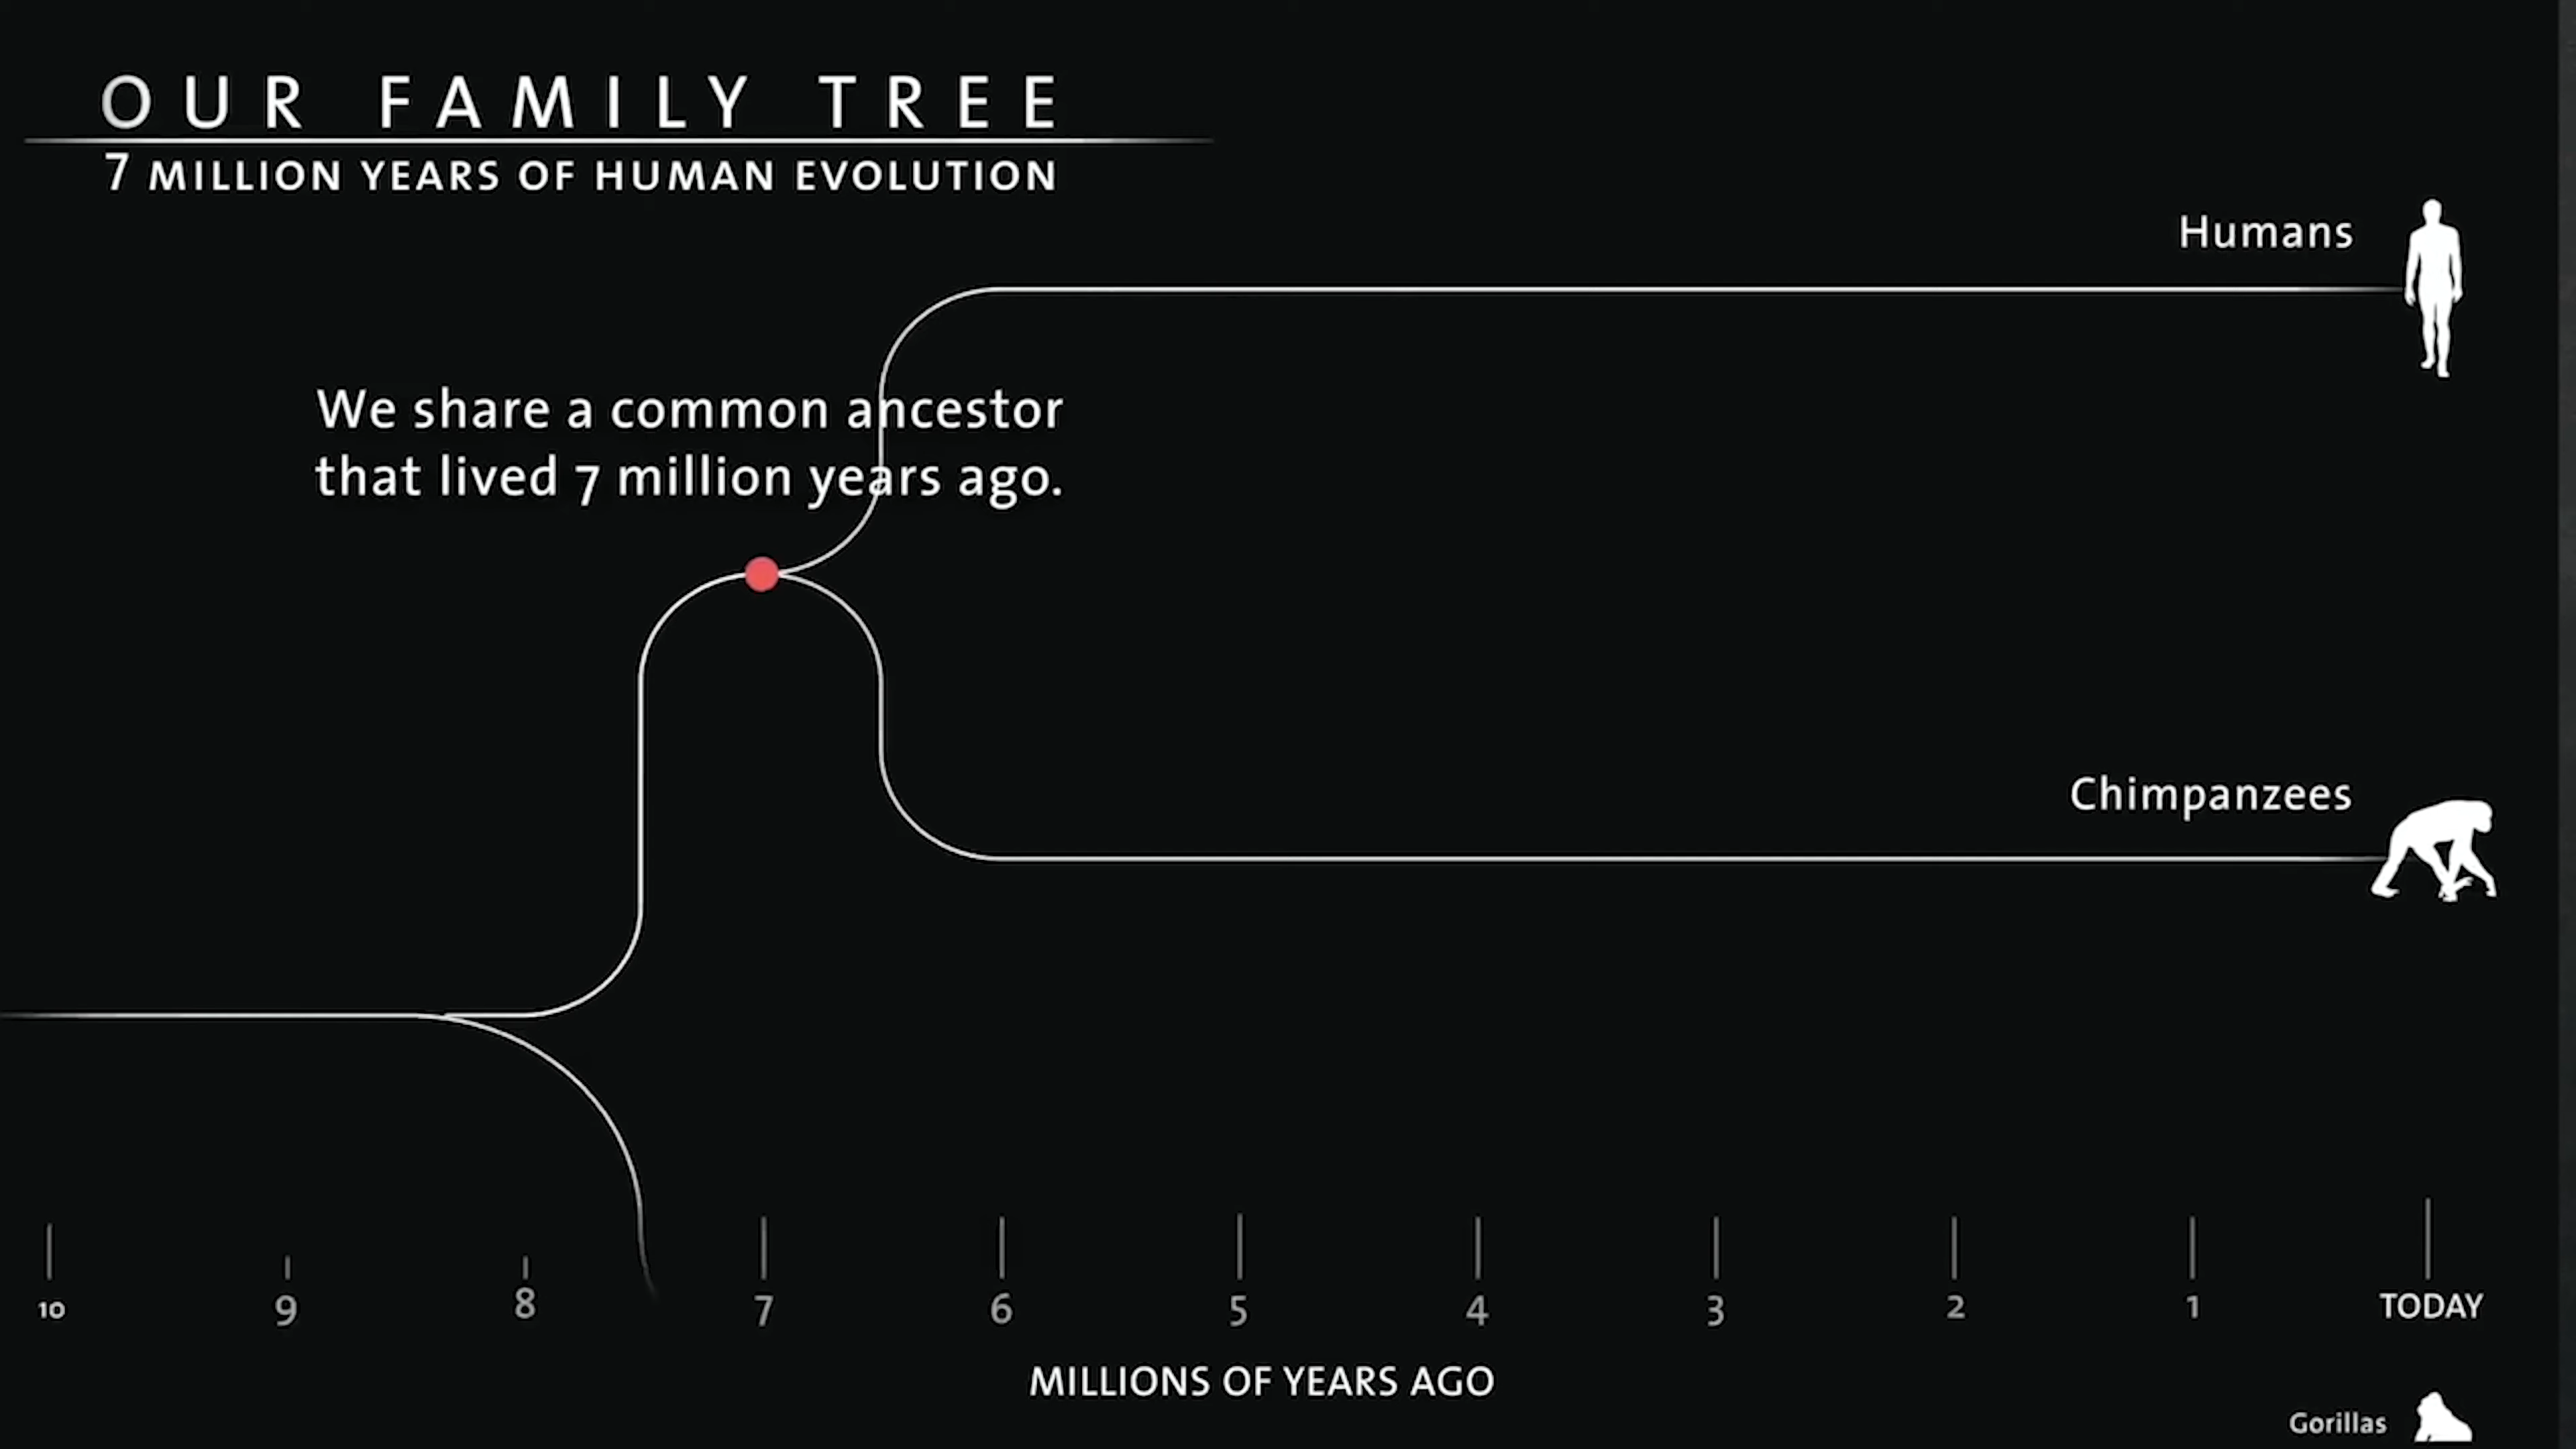 OUR FAMILY TREE
7 MILLION YEARS OF HUMAN EVOLUTION
Humans
We share a common ancestor
that lived 7 million years ago.
Chimpanzees
10 9 8 7 6 5 4 3 2 1 TODAY
MILLIONS OF YEARS AGO
Gorillas